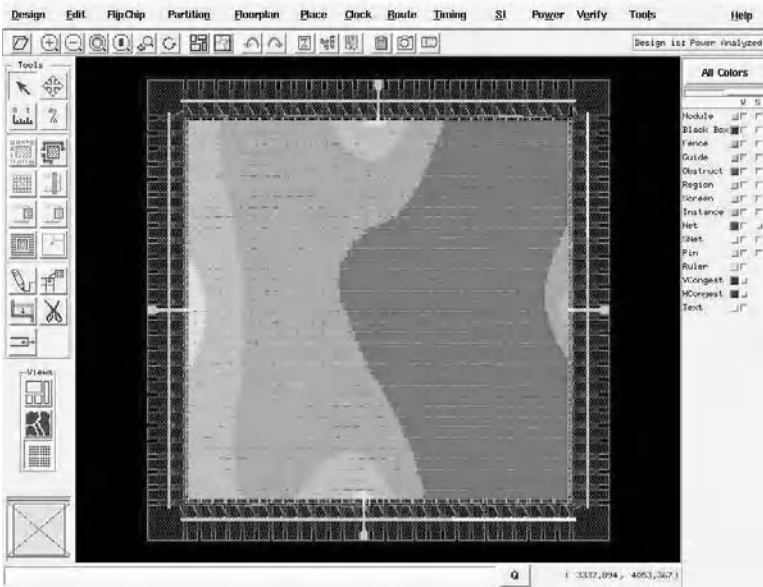 Design Edit FlipChip Partition Floorplan Place Clock Route Timing SI Power Verify Tools Help
Design is: Power Analyzed
Tools
All Colors
V S
Module
Black Box
Fence
Guide
Obstruct
Region
Screen
Instance
Net
SNet
Pin
Ruler
VCongest
HCongest
Text
Views
Q ( 3337.894, 4053.367)